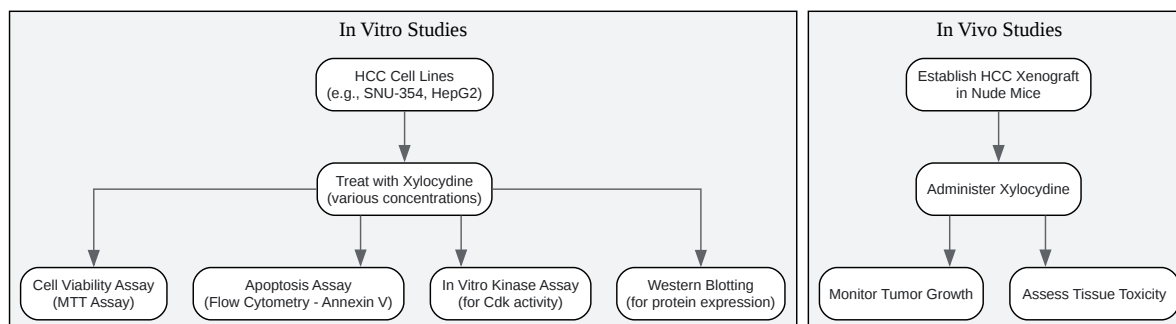 In Vitro Studies
HCC Cell Lines
(e.g., SNU-354, HepG2)
Treat with Xylocydine
(various concentrations)
Cell Viability Assay
(MTT Assay)
Apoptosis Assay
(Flow Cytometry - Annexin V)
In Vitro Kinase Assay
(for Cdk activity)
Western Blotting
(for protein expression)
In Vivo Studies
Establish HCC Xenograft
in Nude Mice
Administer Xylocydine
Monitor Tumor Growth
Assess Tissue Toxicity